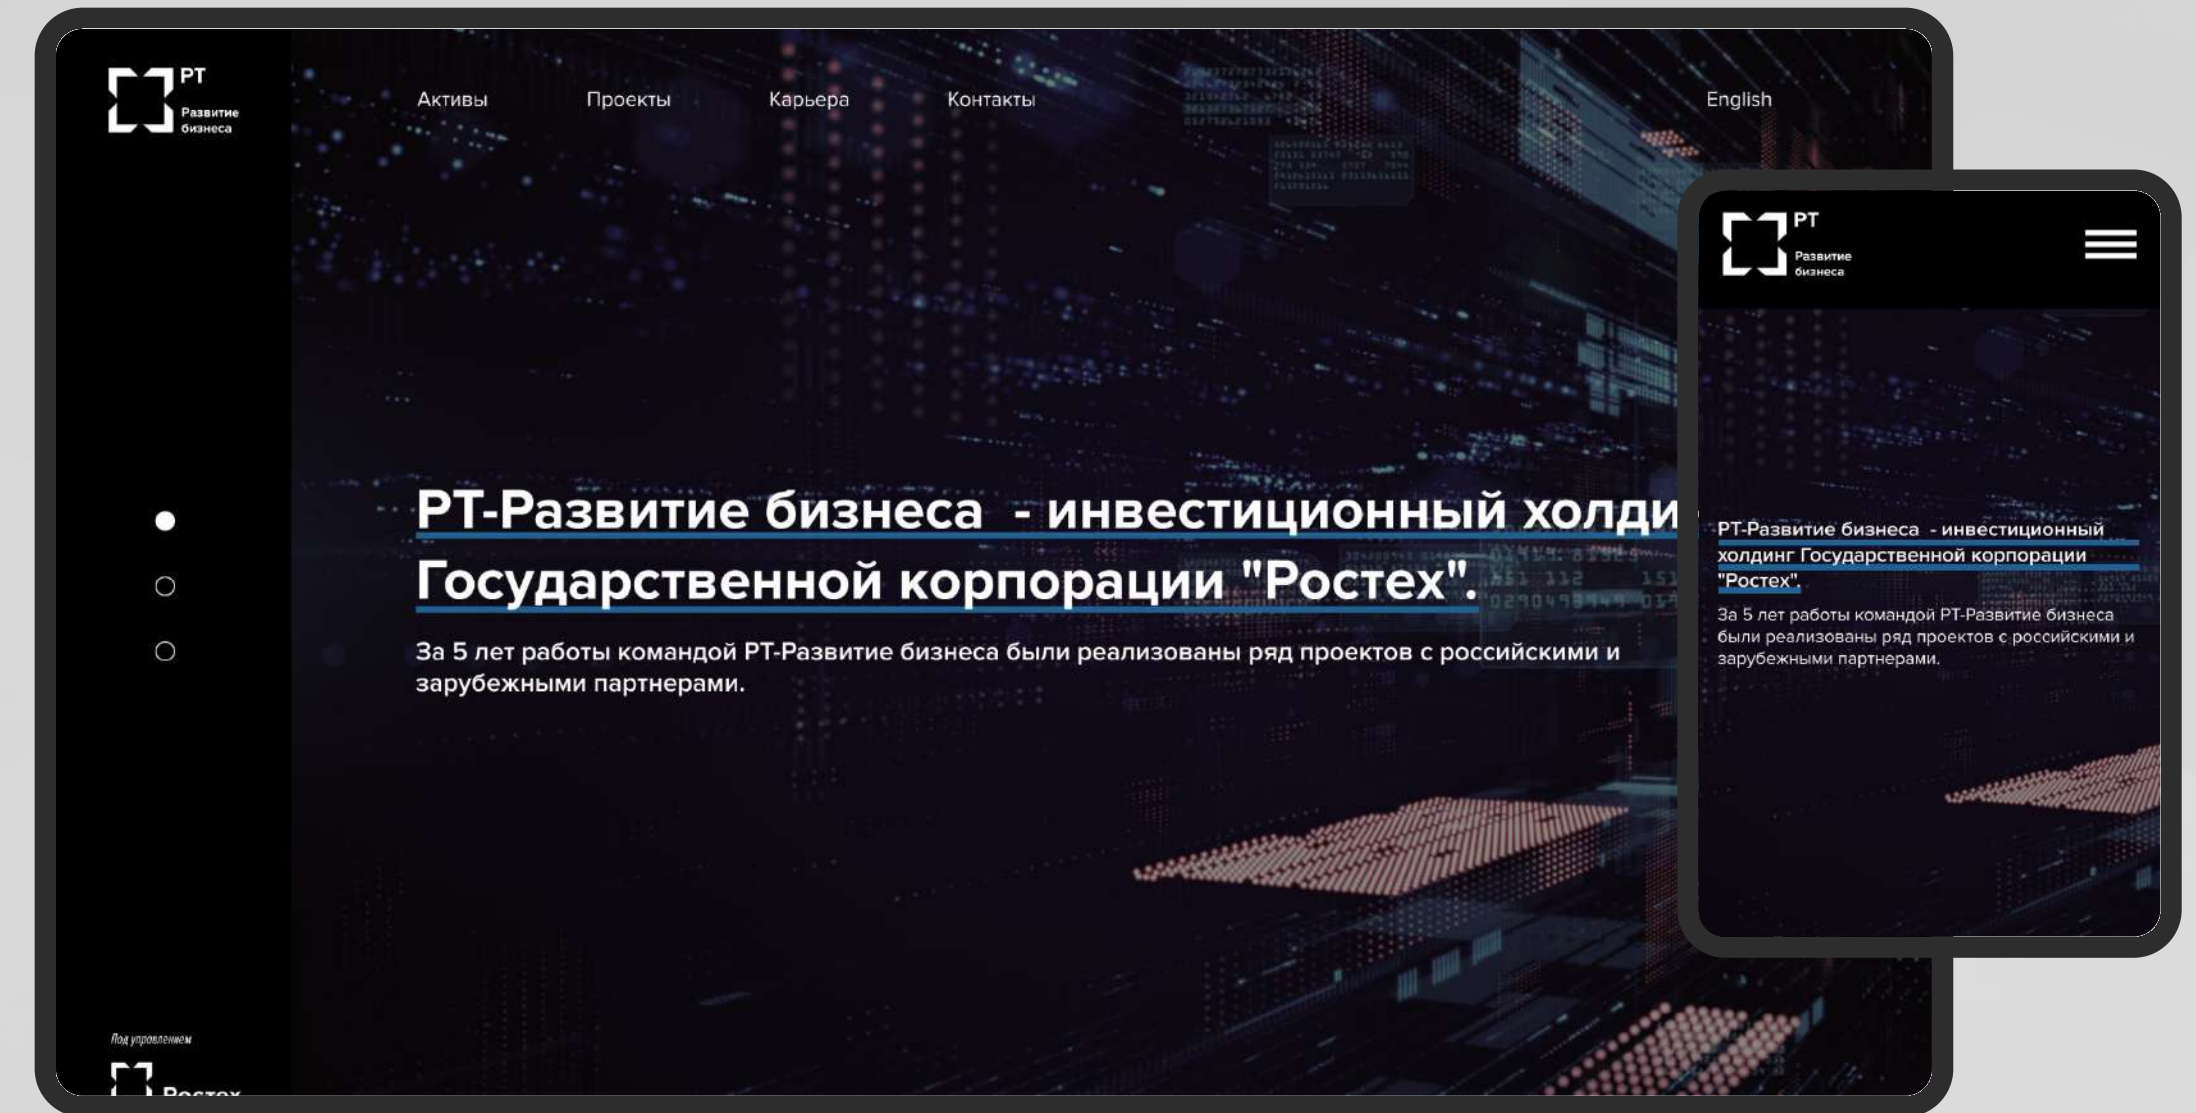 РТ
Развитие
бизнеса
Активы Проекты Карьера Контакты English
РТ-Развитие бизнеса - инвестиционный холди
Государственной корпорации "Ростех".
За 5 лет работы командой РТ-Развитие бизнеса были реализованы ряд проектов с российскими и
зарубежными партнерами.
Под управлением
Ростех
РТ
Развитие
бизнеса
РТ-Развитие бизнеса - инвестиционный
холдинг Государственной корпорации
"Ростех".
За 5 лет работы командой РТ-Развитие бизнеса
были реализованы ряд проектов с российскими и
зарубежными партнерами.